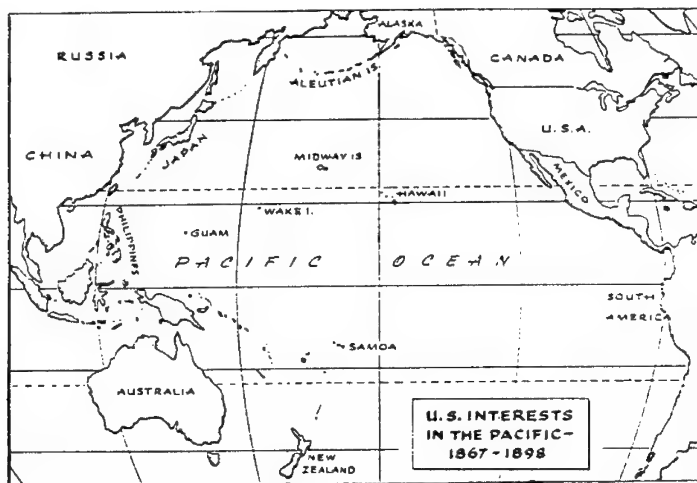 ALASKA
RUSSIA
CANADA
ALEUTIAN IS.
U.S.A.
CHINA
JAPAN
MIDWAY IS
MEXICO
HAWAII
WAKE I.
PHILIPPINES
GUAM
PACIFIC OCEAN
SOUTH
AMERICA
SAMOA
AUSTRALIA
U.S. INTERESTS
IN THE PACIFIC-
1867-1898
NEW
ZEALAND